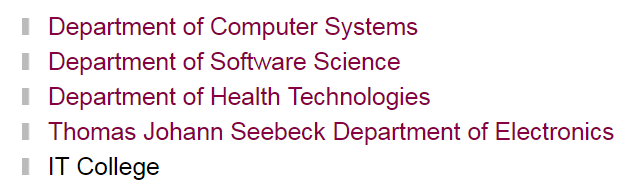 Department of Computer Systems
Department of Software Science
Department of Health Technologies
Thomas Johann Seebeck Department of Electronics
IT College